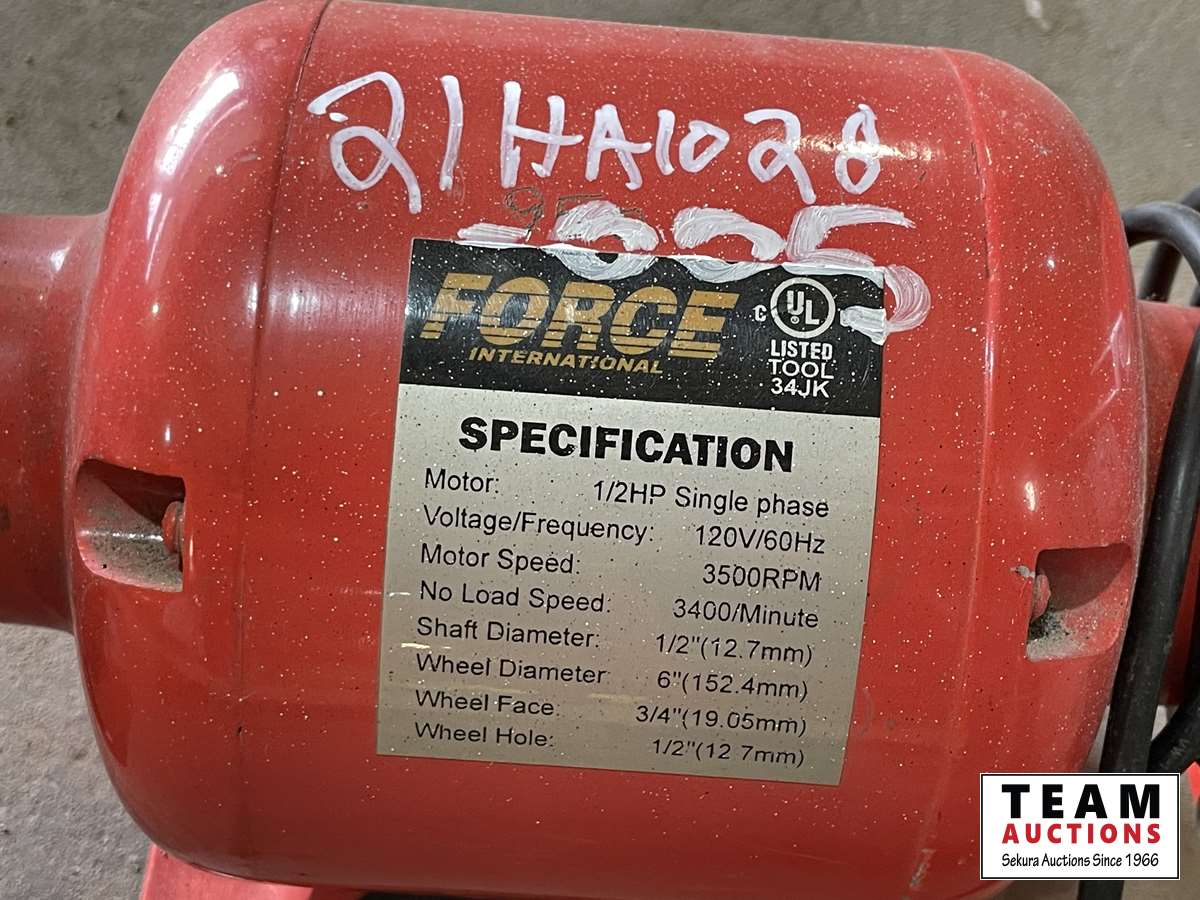 21HA1028
-005
FORCE
INTERNATIONAL
C UL
LISTED
TOOL
34JK
SPECIFICATION
Motor: 1/2HP Single phase
Voltage/Frequency: 120V/60Hz
Motor Speed: 3500RPM
No Load Speed: 3400/Minute
Shaft Diameter: 1/2"(12.7mm)
Wheel Diameter: 6"(152.4mm)
Wheel Face: 3/4"(19.05mm)
Wheel Hole: 1/2"(12.7mm)
TEAM
AUCTIONS
Sekura Auctions Since 1966